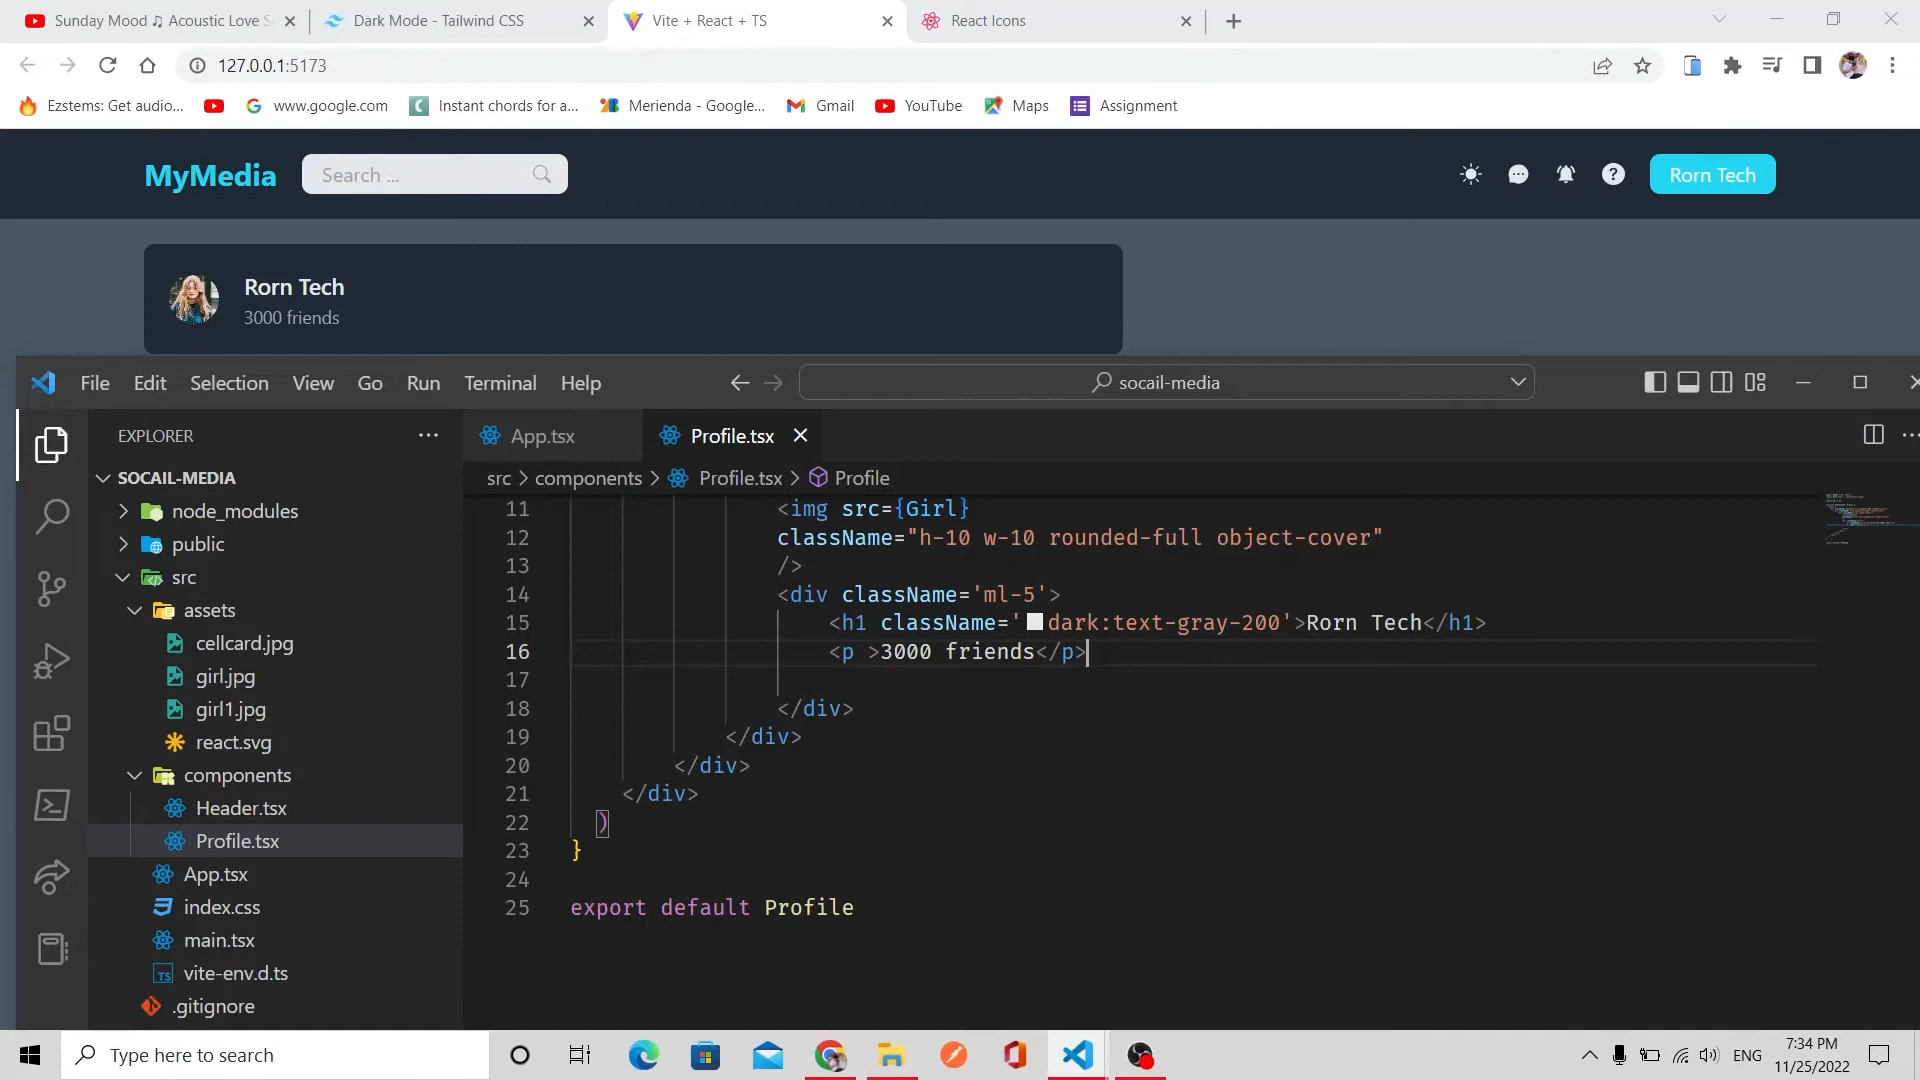 Sunday Mood ♫ Acoustic Love S
Dark Mode - Tailwind CSS
Vite + React + TS
React Icons
127.0.0.1:5173
Ezstems: Get audio...
www.google.com
Instant chords for a...
Merienda - Google...
Gmail
YouTube
Maps
Assignment
MyMedia
Search ...
Rorn Tech
Rorn Tech
3000 friends
File Edit Selection View Go Run Terminal Help
socail-media
EXPLORER
App.tsx
Profile.tsx
src > components > Profile.tsx > Profile
SOCAIL-MEDIA
node_modules
public
src
assets
cellcard.jpg
girl.jpg
girl1.jpg
react.svg
components
Header.tsx
Profile.tsx
App.tsx
index.css
main.tsx
vite-env.d.ts
.gitignore
11 <img src={Girl}
12 className="h-10 w-10 rounded-full object-cover"
13 />
14 <div className='ml-5'>
15 <h1 className='dark:text-gray-200'>Rorn Tech</h1>
16 <p >3000 friends</p>
17
18 </div>
19 </div>
20 </div>
21 </div>
22 )
23 }
24
25 export default Profile
Type here to search
ENG
7:34 PM
11/25/2022